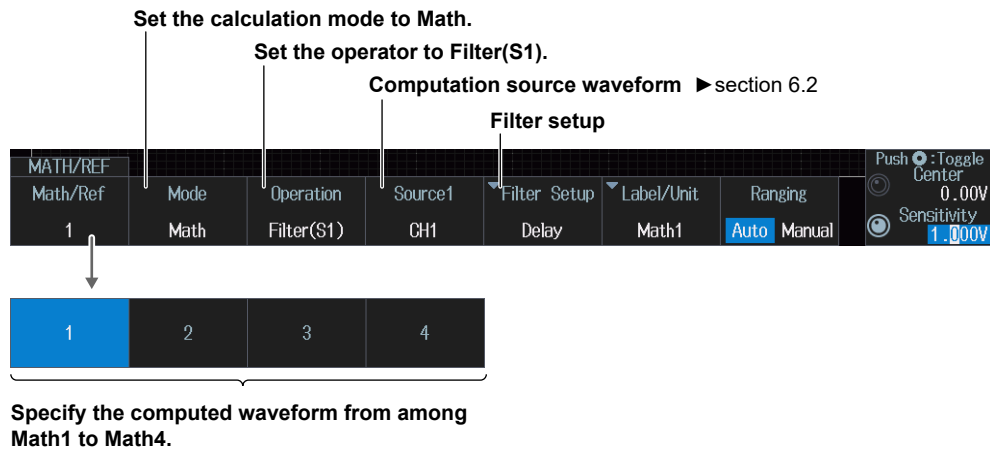 Set the calculation mode to Math.
Set the operator to Filter(S1).
Computation source waveform ►section 6.2
Filter setup
MATH/REF
Math/Ref Mode Operation Source1 Filter Setup Label/Unit Ranging
1 Math Filter(S1) CH1 Delay Math1 Auto Manual
Push :Toggle
Center
0.00V
Sensitivity
1.000V
1 2 3 4
Specify the computed waveform from among
Math1 to Math4.